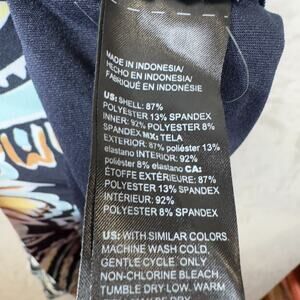 MADE IN INDONESIA/
HECHO EN INDONESIA/
FABRIQUÉ EN INDONÉSIE
US: SHELL: 87%
POLYESTER 13% SPANDEX
INNER: 92% POLYESTER 8%
SPANDEX MX: TELA
EXTERIOR: 87% poliéster 13%
elastano INTERIOR: 92%
poliéster 8% elastano CA:
ÉTOFFE EXTÉRIEURE: 87%
POLYESTER 13% SPANDEX
INTÉRIEUR: 92%
POLYESTER 8% SPANDEX
US: WITH SIMILAR COLORS.
MACHINE WASH COLD,
GENTLE CYCLE. ONLY
NON-CHLORINE BLEACH.
TUMBLE DRY LOW. WARM
MAY BE DRY